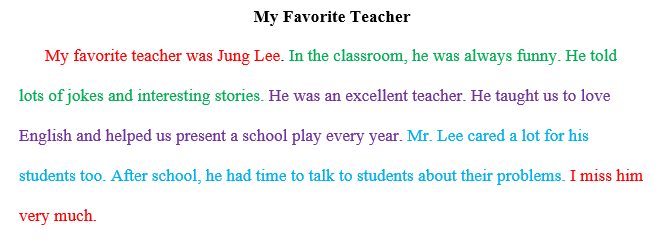 My Favorite Teacher
My favorite teacher was Jung Lee. In the classroom, he was always funny. He told
lots of jokes and interesting stories. He was an excellent teacher. He taught us to love
English and helped us present a school play every year. Mr. Lee cared a lot for his
students too. After school, he had time to talk to students about their problems. I miss him
very much.